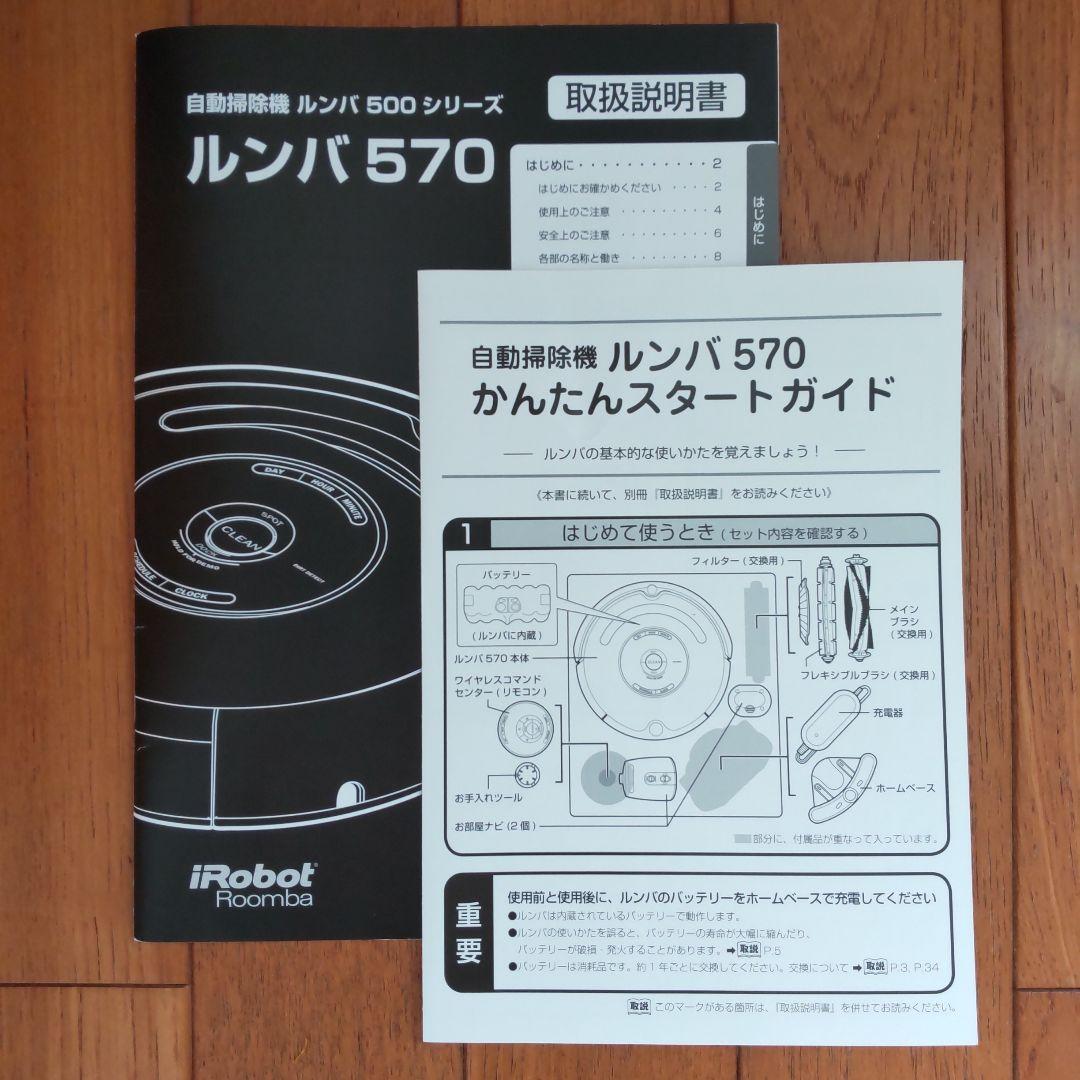 自動掃除機 ルンバ 500 シリーズ
取扱説明書
ルンバ 570
はじめに・・・・・・・・・・・2
はじめにお確かめください ・・・・2
使用上のご注意 ・・・・・・・・・4
安全上のご注意 ・・・・・・・・・6
各部の名称と働き ・・・・・・・・8
はじめに
DAY
HOUR
MINUTE
SPOT
CLEAN
DOCK
HOLD FOR DEMO
DIRT DETECT
SCHEDULE
CLOCK
iRobot
Roomba
自動掃除機 ルンバ 570
かんたんスタートガイド
ルンバの基本的な使いかたを覚えましょう！
《本書に続いて、別冊『取扱説明書』をお読みください》
1 はじめて使うとき ( セット内容を確認する )
フィルター ( 交換用 )
バッテリー
( ルンバに内蔵 )
メイン
ブラシ
( 交換用 )
ルンバ 570 本体
フレキシブルブラシ ( 交換用 )
ワイヤレスコマンド
センター ( リモコン )
充電器
ホームベース
お手入れツール
お部屋ナビ (2 個 )
部分に、付属品が重なって入っています。
重要
使用前と使用後に、ルンバのバッテリーをホームベースで充電してください
●ルンバは内蔵されているバッテリーで動作します。
●ルンバの使いかたを誤ると、バッテリーの寿命が大幅に縮んだり、
バッテリーが破損・発火することがあります。➡ 取説 P.5
●バッテリーは消耗品です。約 1 年ごとに交換してください。交換について ➡ 取説 P.3, P.34
取説 このマークがある箇所は、『取扱説明書』を併せてお読みください。